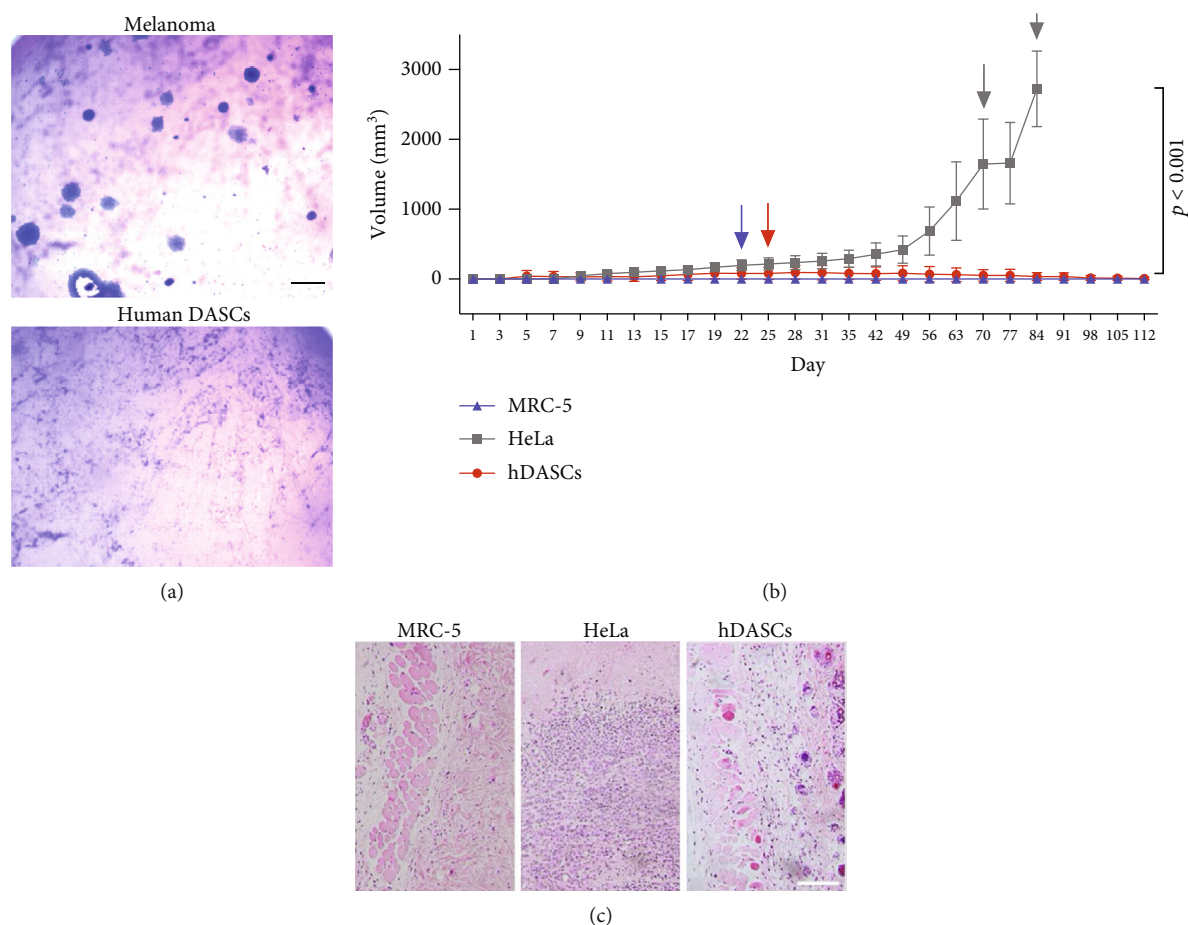 Melanoma
Human DASCs
(a)
Volume (mm³)
3000
2000
1000
0
1 3 5 7 9 11 13 15 17 19 22 25 28 31 35 42 49 56 63 70 77 84 91 98 105 112
Day
p < 0.001
MRC-5
HeLa
hDASCs
(b)
MRC-5 HeLa hDASCs
(c)